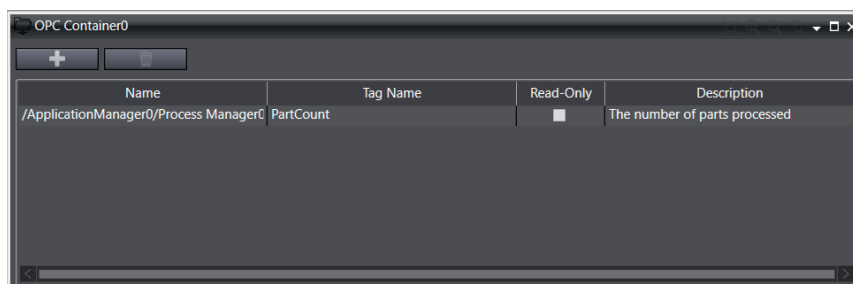 OPC Container0
Name Tag Name Read-Only Description
/ApplicationManager0/Process Manager0 PartCount The number of parts processed